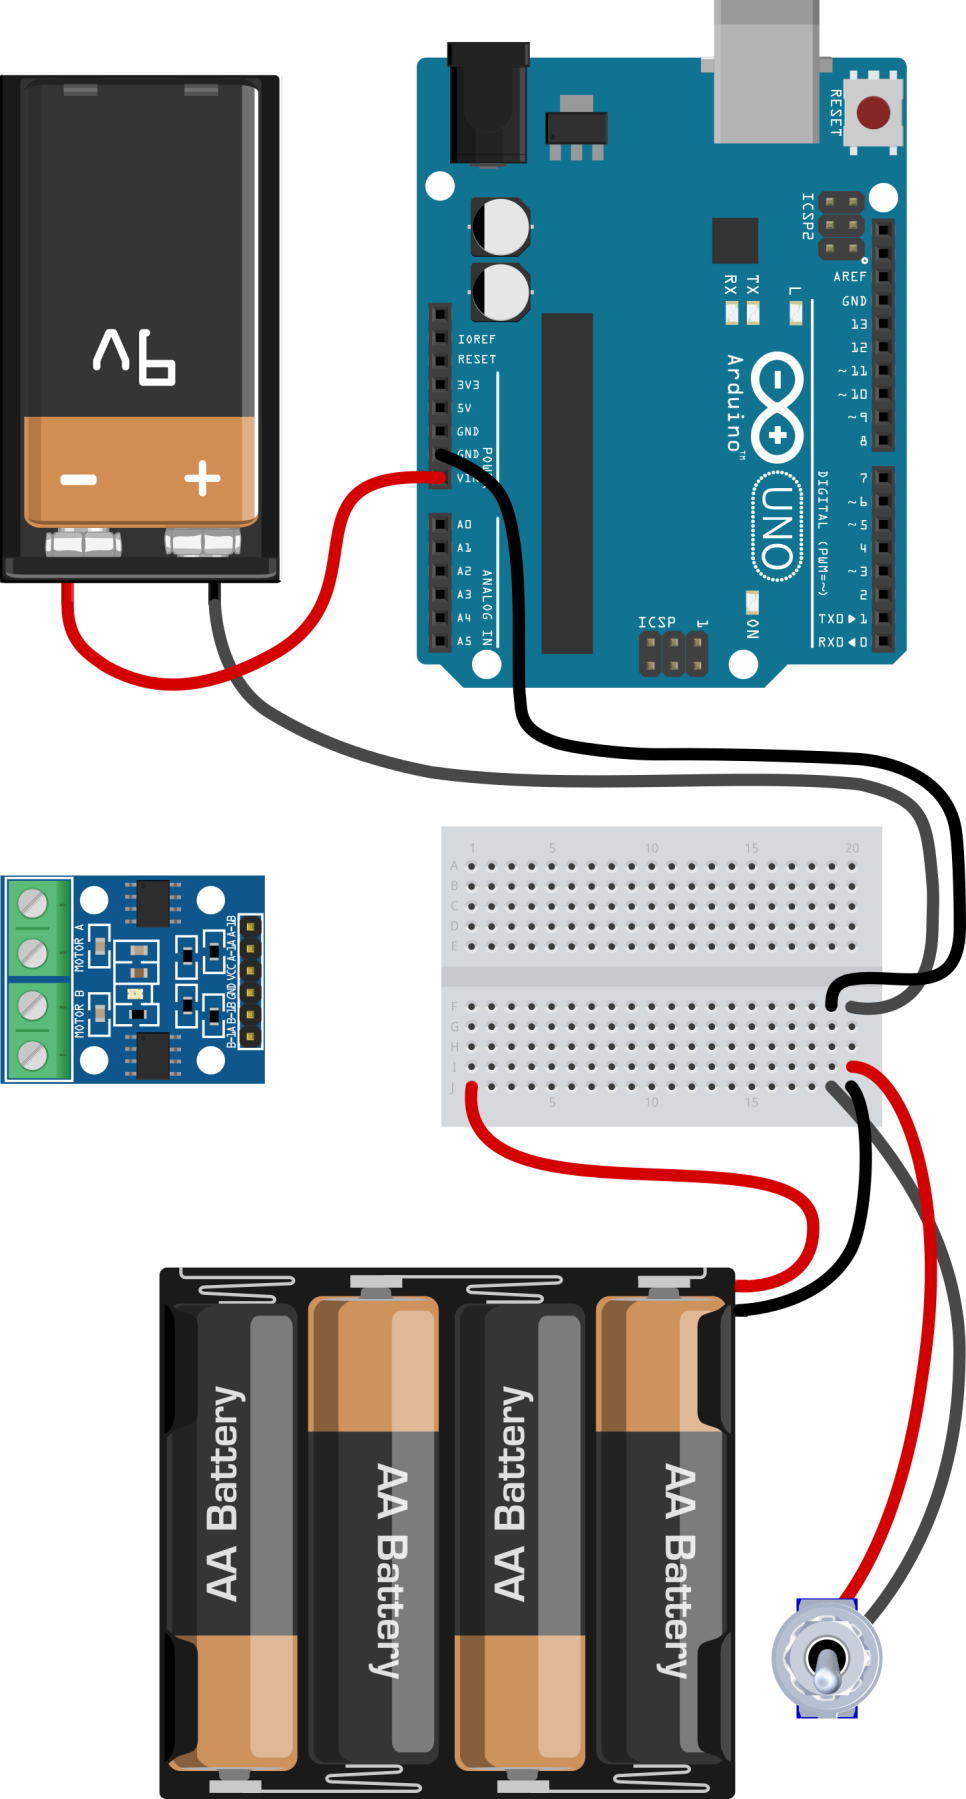 9V
RESET
ICSP2
AREF
GND
13
12
~11
~10
~9
8
7
~6
~5
4
~3
2
TX0▶1
RX0◀0
RX
TX
L
IOREF
RESET
3V3
5V
GND
GND
VIN
A0
A1
A2
A3
A4
A5
ANALOG IN
Arduino™
UNO
DIGITAL (PWM=~)
ICSP
1
ON
1 5 10 15 20
A
B
C
D
E
F
G
H
I
J
5 10 15
MOTOR A
MOTOR B
A-1B
A-1A
VCC
GND
B-1B
B-1A
AA Battery
AA Battery
AA Battery
AA Battery